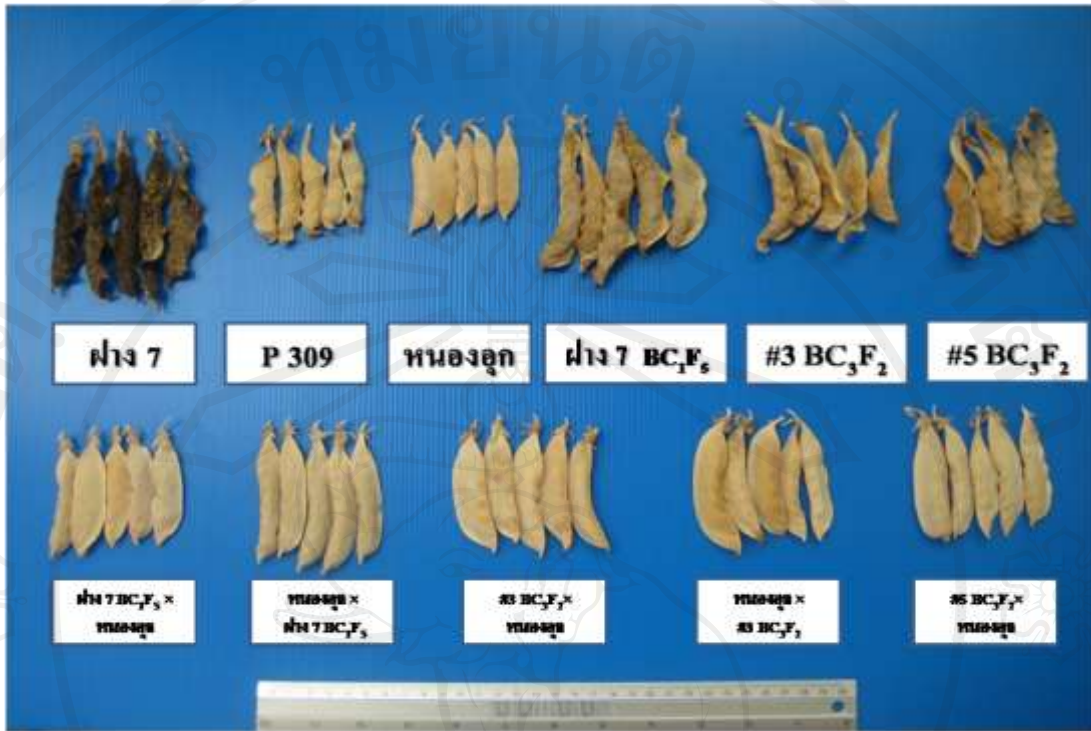 ฝาง 7
P 309
หนองอุก
ฝาง 7 BC₁F₅
#3 BC₃F₂
#5 BC₃F₂
ฝาง 7 BC₁F₅ ×
หนองอุก
หนองอุก ×
ฝาง 7 BC₁F₅
#3 BC₃F₂ ×
หนองอุก
หนองอุก ×
#3 BC₃F₂
#5 BC₃F₂ ×
หนองอุก